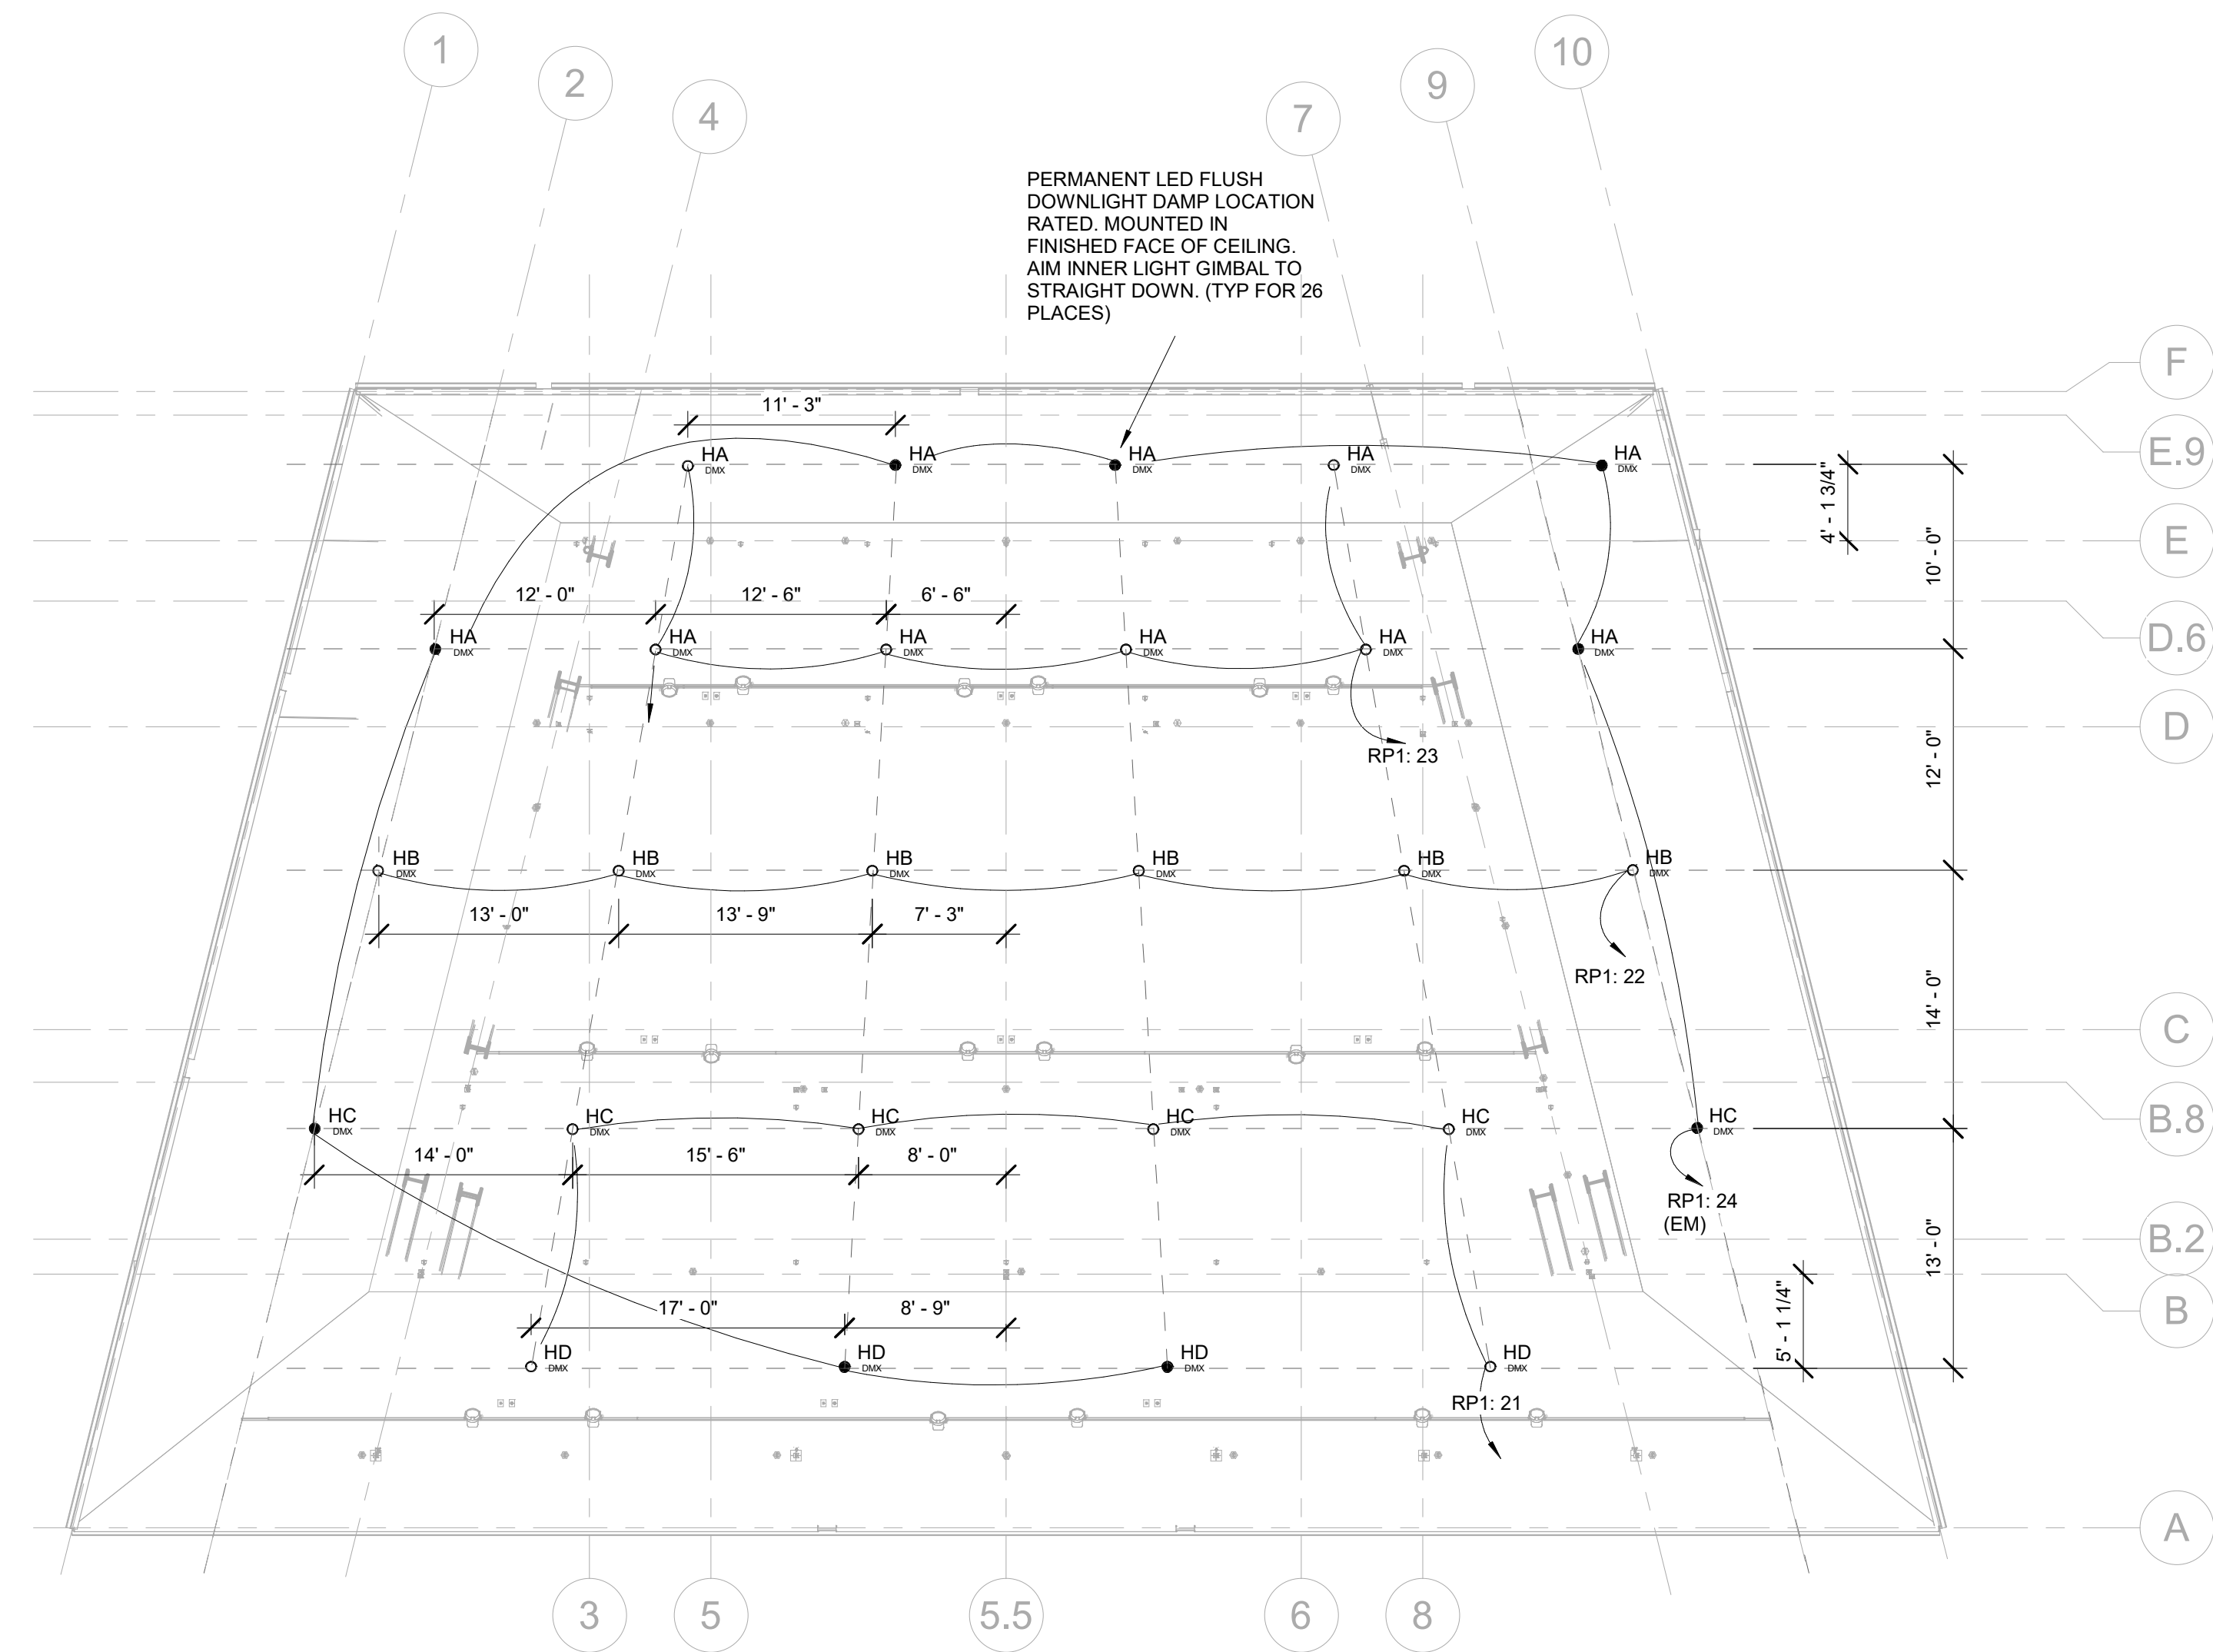 1
2
4
7
9
10
PERMANENT LED FLUSH
DOWNLIGHT DAMP LOCATION
RATED. MOUNTED IN
FINISHED FACE OF CEILING.
AIM INNER LIGHT GIMBAL TO
STRAIGHT DOWN. (TYP FOR 26
PLACES)
F
E.9
11' - 3"
HA
DMX
HA
DMX
HA
DMX
HA
DMX
HA
DMX
4' - 1 3/4"
10' - 0"
E
12' - 0"
12' - 6"
6' - 6"
HA
DMX
HA
DMX
HA
DMX
HA
DMX
HA
DMX
HA
DMX
D.6
D
RP1: 23
12' - 0"
HB
DMX
HB
DMX
HB
DMX
HB
DMX
HB
DMX
HB
DMX
13' - 0"
13' - 9"
7' - 3"
RP1: 22
14' - 0"
C
B.8
HC
DMX
HC
DMX
HC
DMX
HC
DMX
HC
DMX
HC
DMX
14' - 0"
15' - 6"
8' - 0"
RP1: 24
(EM)
B.2
13' - 0"
B
17' - 0"
8' - 9"
5' - 1 1/4"
HD
DMX
HD
DMX
HD
DMX
HD
DMX
RP1: 21
A
3
5
5.5
6
8